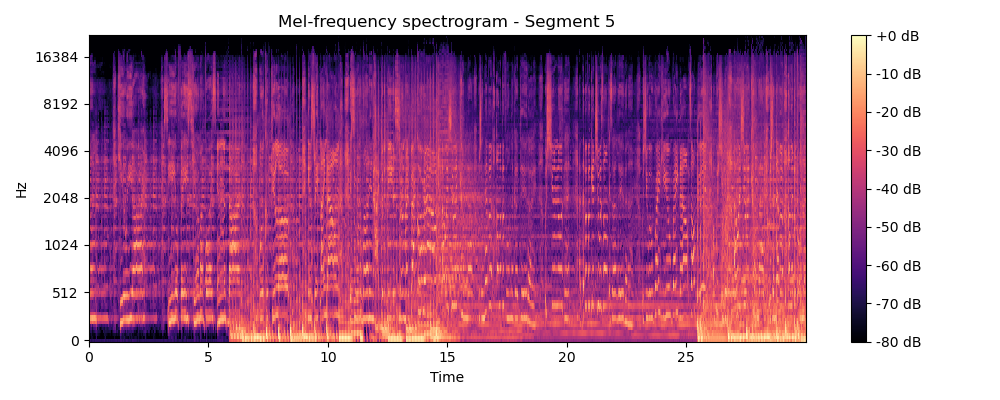 Mel-frequency spectrogram - Segment 5
Hz
16384
8192
4096
2048
1024
512
0
0 5 10 15 20 25
Time
+0 dB
-10 dB
-20 dB
-30 dB
-40 dB
-50 dB
-60 dB
-70 dB
-80 dB